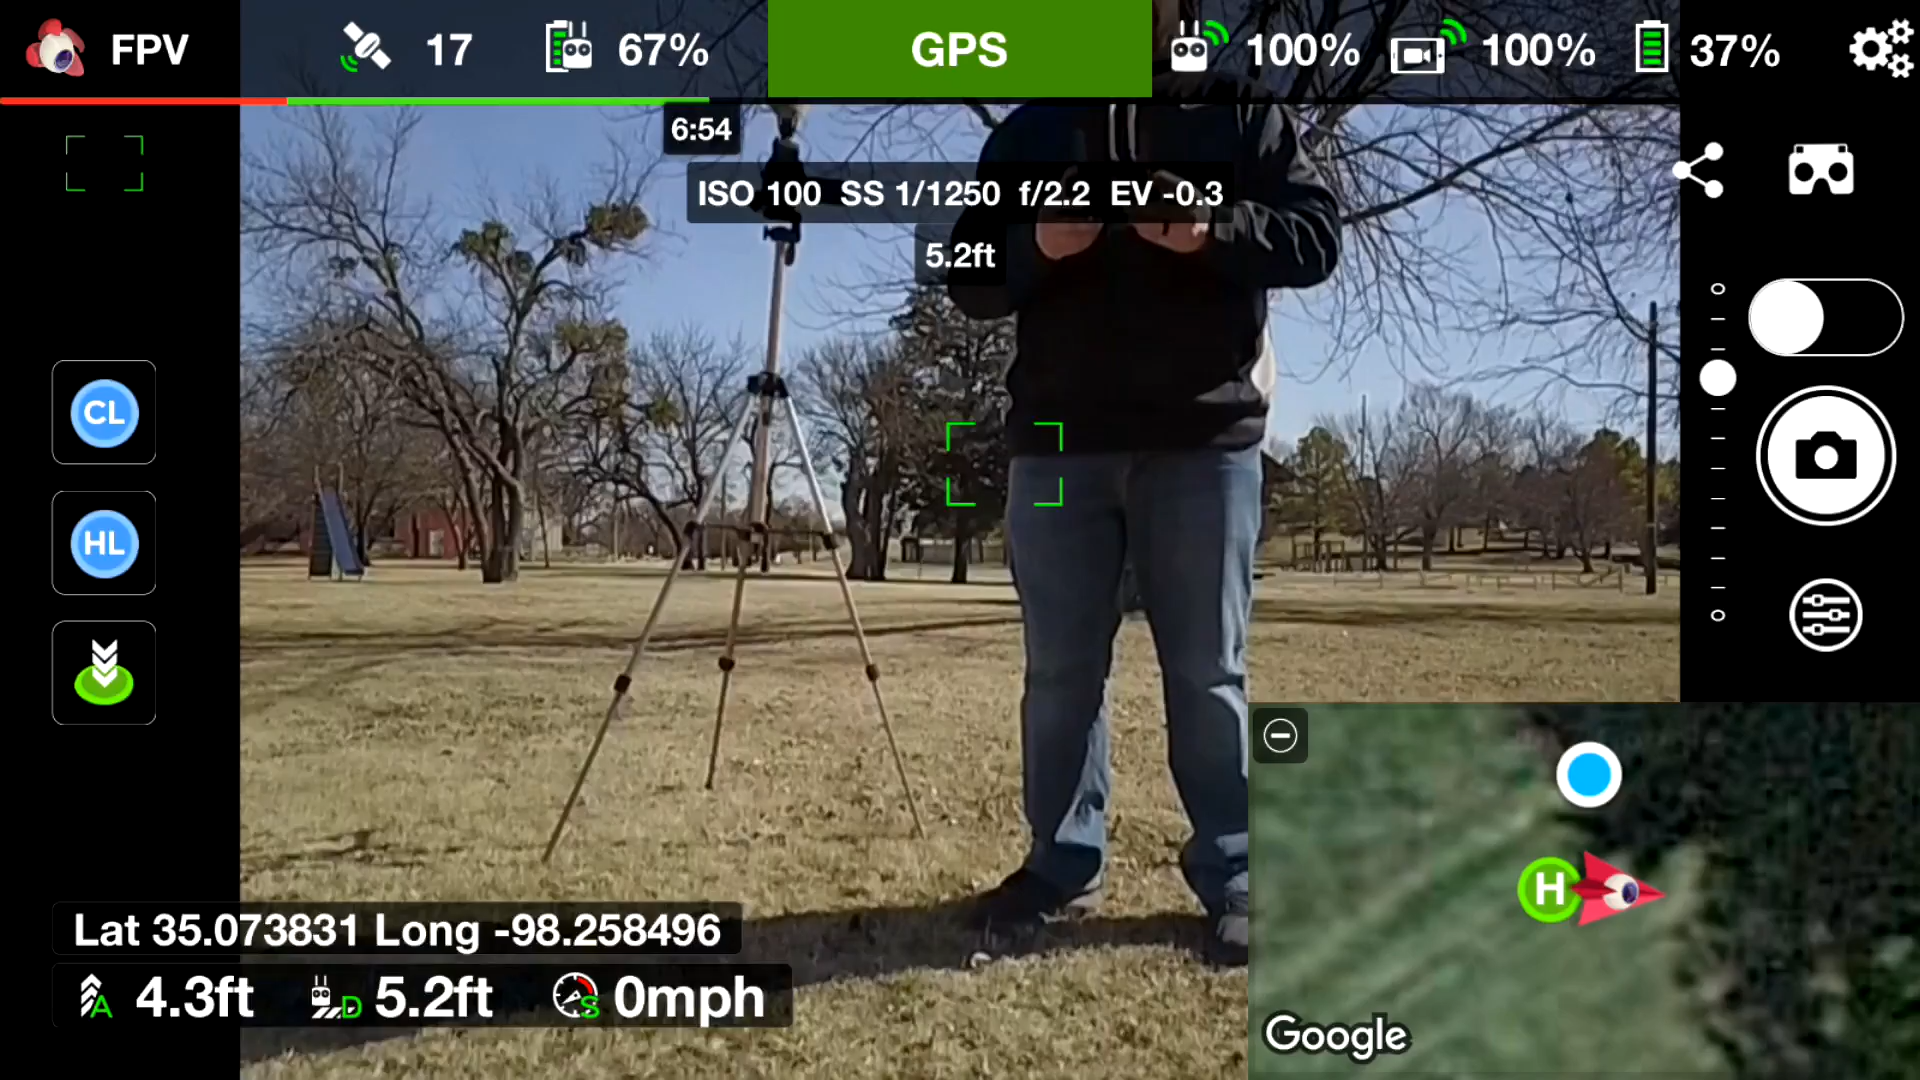 FPV 17 67% GPS 100% 100% 37%
6:54
ISO 100 SS 1/1250 f/2.2 EV -0.3
5.2ft
CL
HL
H
Lat 35.073831 Long -98.258496
A 4.3ft D 5.2ft S 0mph
Google